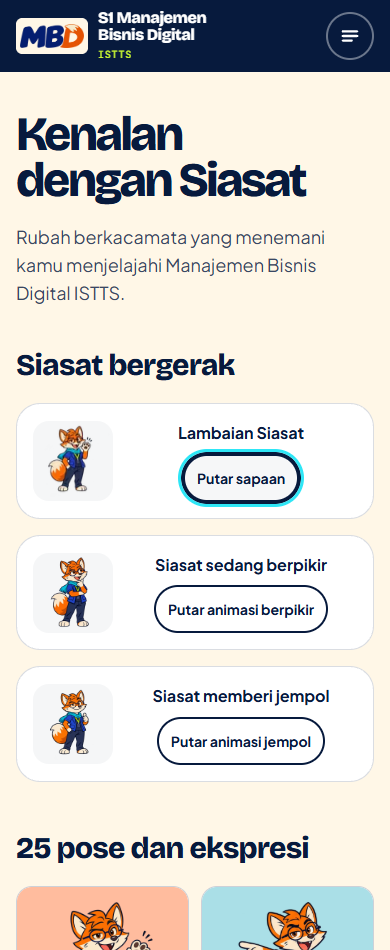 MBD
S1 Manajemen
Bisnis Digital
ISTTS
Kenalan
dengan Siasat
Rubah berkacamata yang menemani
kamu menjelajahi Manajemen Bisnis
Digital ISTTS.
Siasat bergerak
Lambaian Siasat
Putar sapaan
Siasat sedang berpikir
Putar animasi berpikir
Siasat memberi jempol
Putar animasi jempol
25 pose dan ekspresi